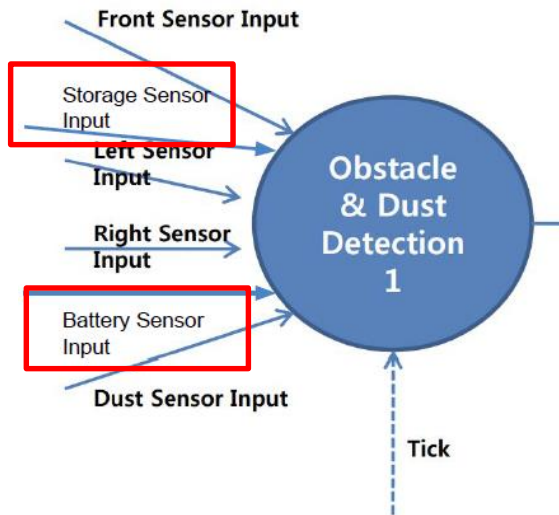 Front Sensor Input
Storage Sensor
Input
Left Sensor
Input
Right Sensor
Input
Battery Sensor
Input
Dust Sensor Input
Obstacle
& Dust
Detection
1
Tick